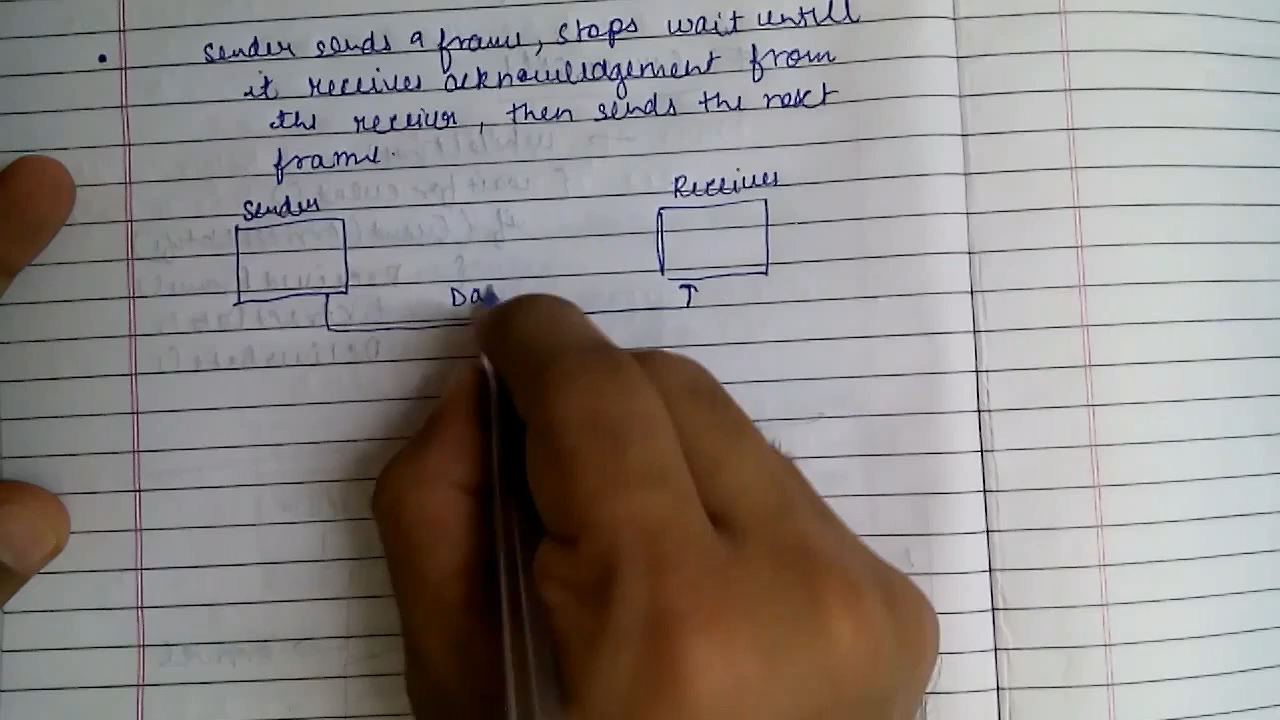 • sender sends a frame, stops wait untill
it receives acknowledgement from
the receiver, then sends the next
frame.
Receiver
Sender
Da